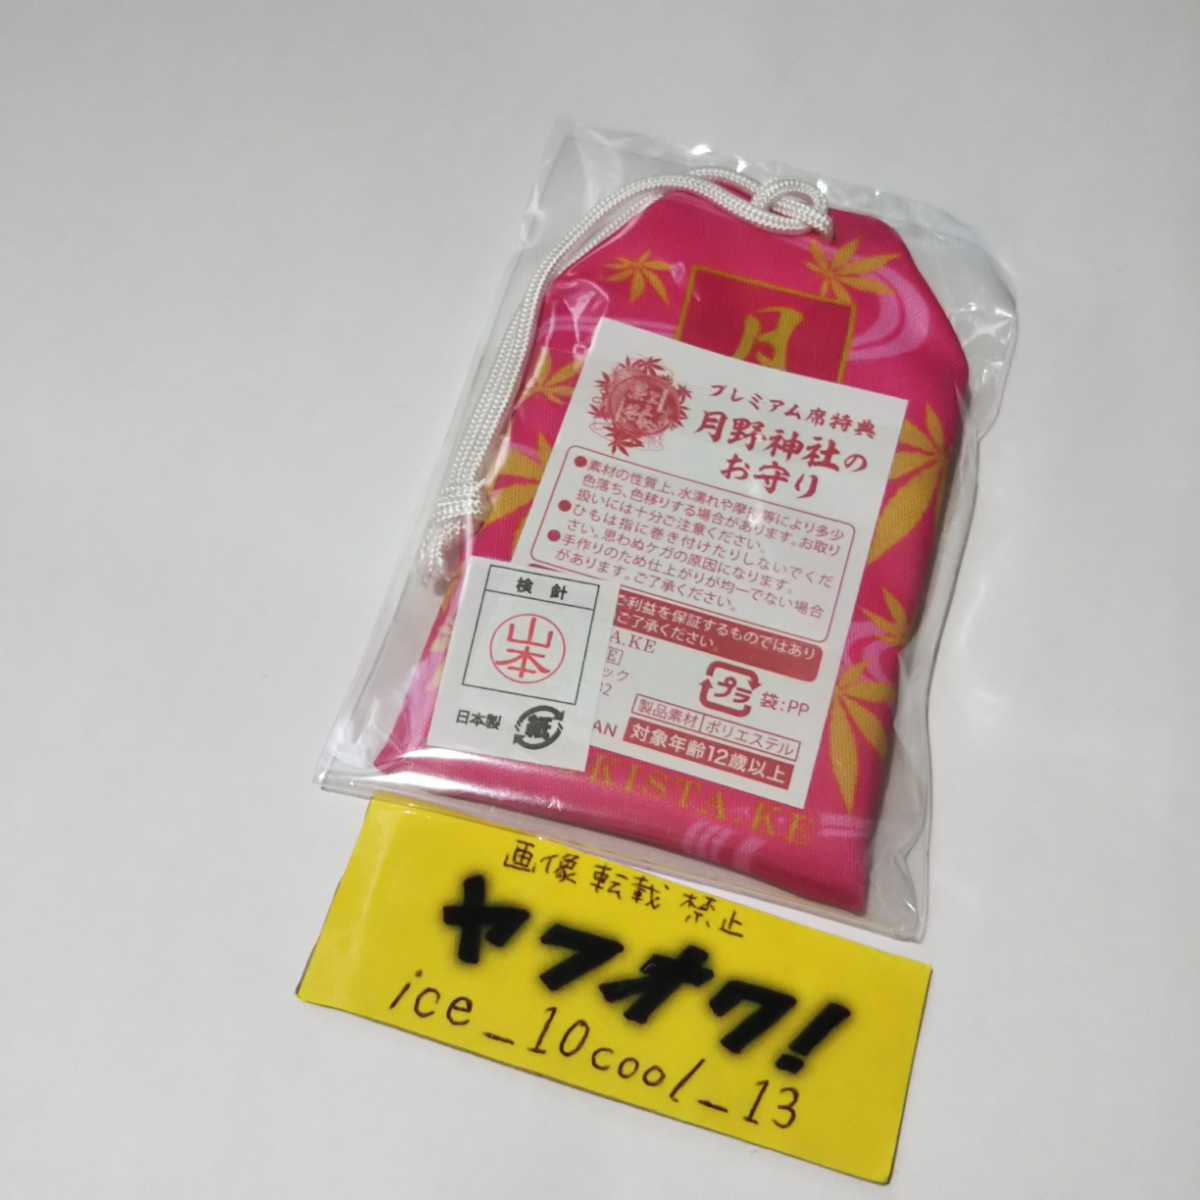 月
プレミアム席特典
月野神社の
お守り
●素材の性質上、水濡れや摩擦等により多少
色落ち、色移りする場合があります。お取り
扱いには十分ご注意ください。
●ひもは指に巻き付けたりしないでくだ
さい。思わぬケガの原因になります。
●手作りのため仕上がりが均一でない場合
があります。ご了承ください。
ご利益を保証するものではあり
ご了承ください。
TA.KE
ック
プラ
袋:PP
製品素材 ポリエステル
対象年齢12歳以上
AN
検針
山本
日本製
紙
KISTA.KE
画像転載禁止
ヤフオク!
ice_10cool_13